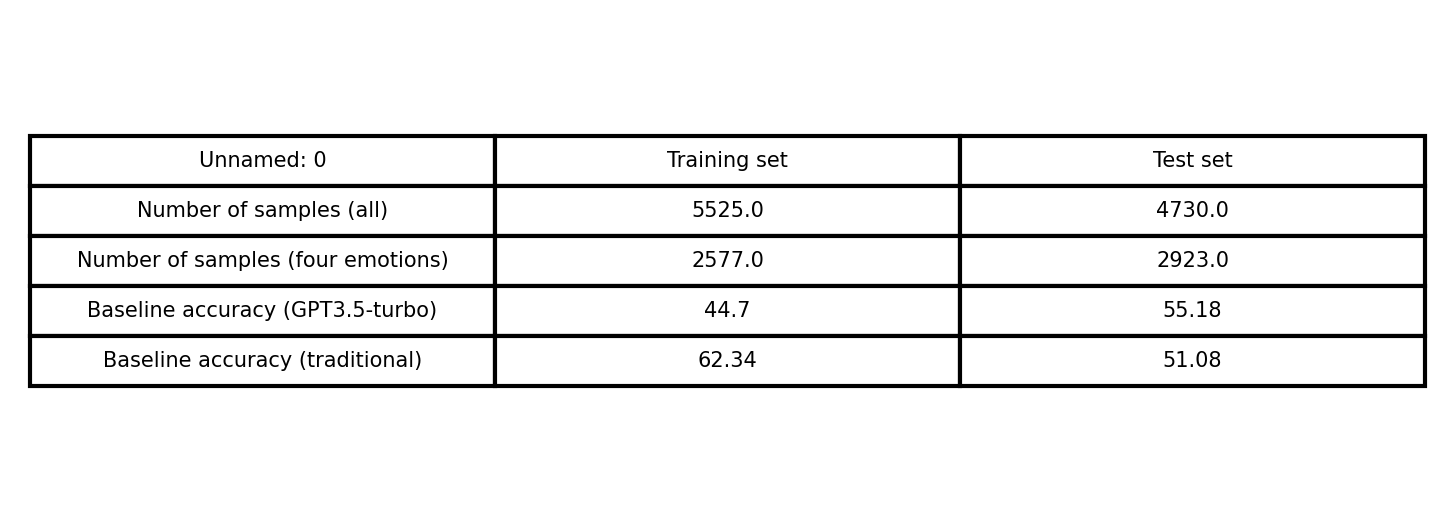 Unnamed: 0 Training set Test set
Number of samples (all) 5525.0 4730.0
Number of samples (four emotions) 2577.0 2923.0
Baseline accuracy (GPT3.5-turbo) 44.7 55.18
Baseline accuracy (traditional) 62.34 51.08